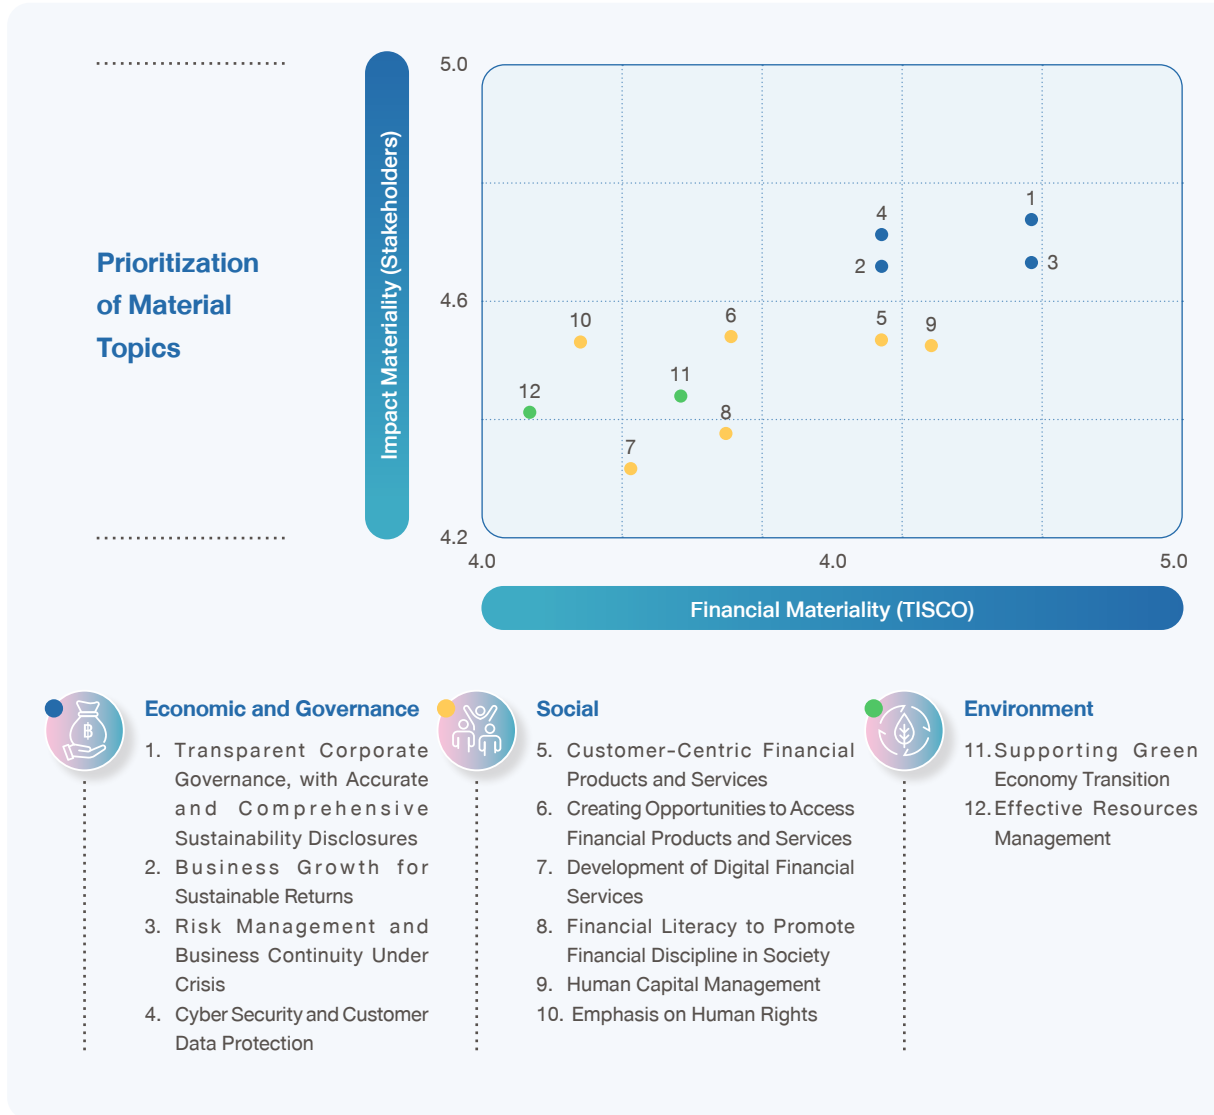 Prioritization
of Material
Topics
Impact Materiality (Stakeholders)
5.0
4.6
4.2
1
4
2
3
10
6
5
9
11
12
8
7
4.0
4.0
5.0
Financial Materiality (TISCO)
Economic and Governance
1. Transparent Corporate
Governance, with Accurate
and Comprehensive
Sustainability Disclosures
2. Business Growth for
Sustainable Returns
3. Risk Management and
Business Continuity Under
Crisis
4. Cyber Security and Customer
Data Protection
Social
5. Customer-Centric Financial
Products and Services
6. Creating Opportunities to Access
Financial Products and Services
7. Development of Digital Financial
Services
8. Financial Literacy to Promote
Financial Discipline in Society
9. Human Capital Management
10. Emphasis on Human Rights
Environment
11. Supporting Green
Economy Transition
12. Effective Resources
Management
฿